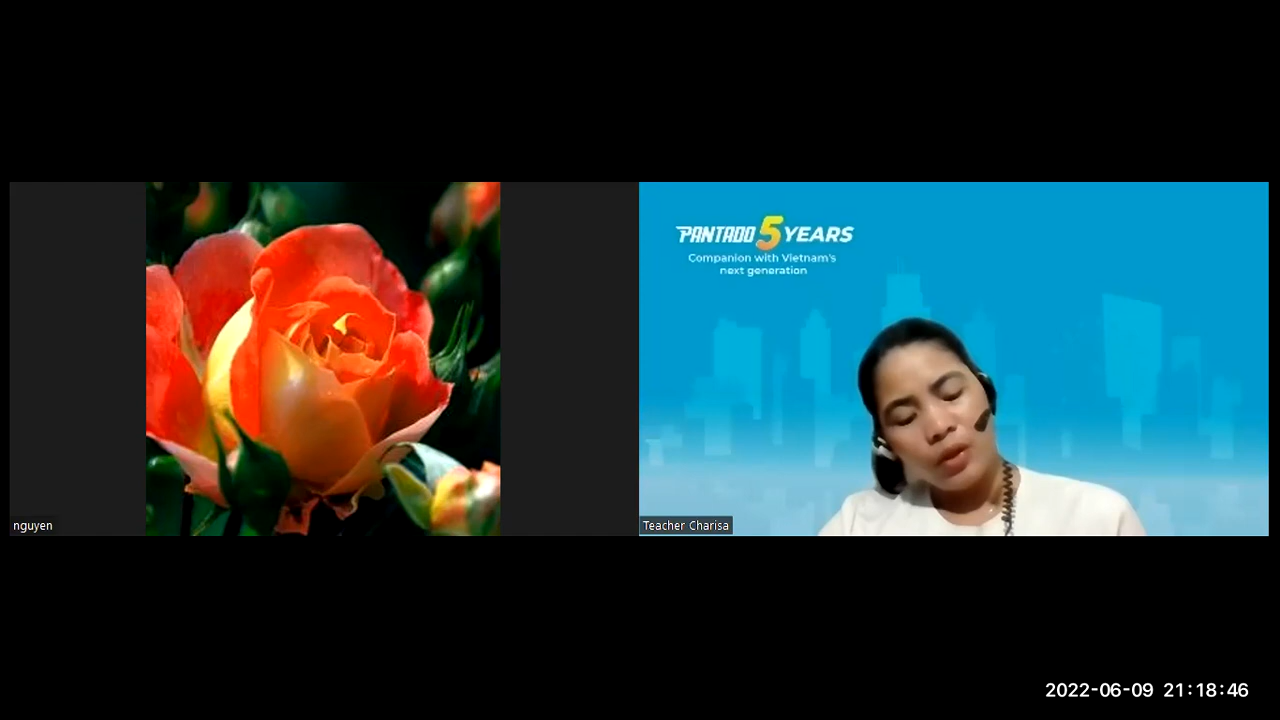 PANTADO 5 YEARS
Companion with Vietnam's
next generation
nguyen
Teacher Charisa
2022-06-09 21:18:46